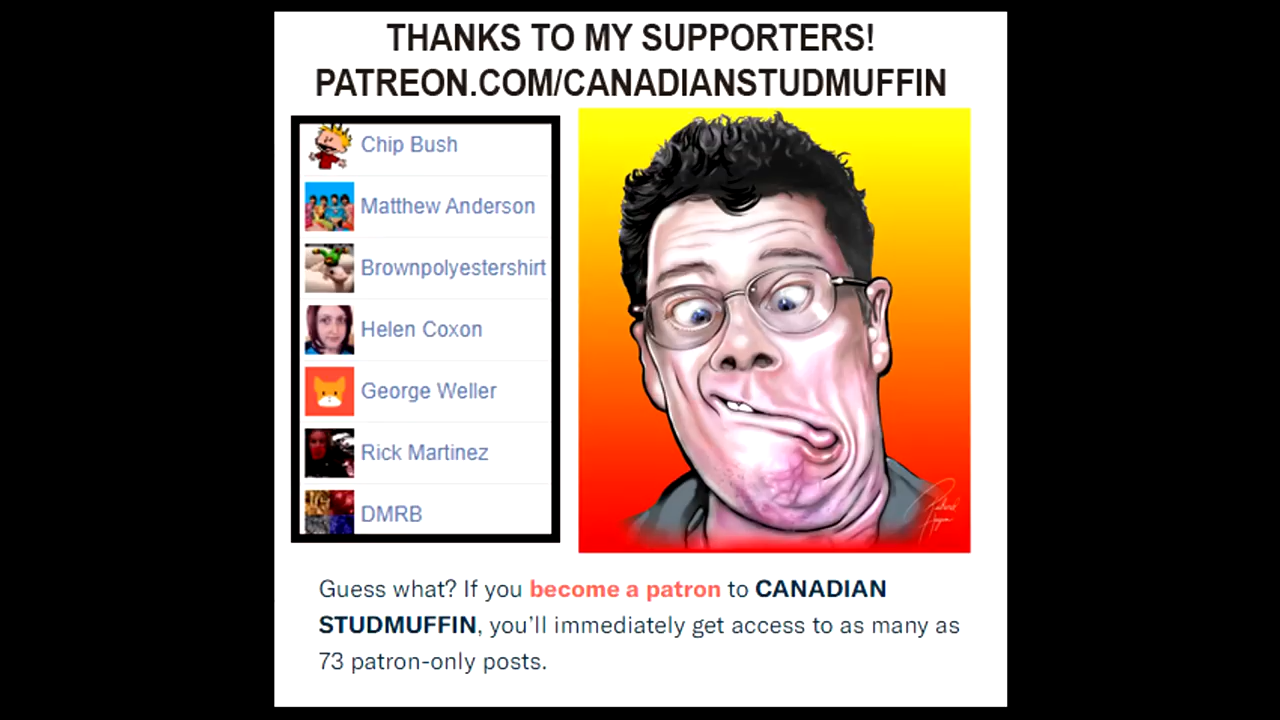 THANKS TO MY SUPPORTERS!
PATREON.COM/CANADIANSTUDMUFFIN
Chip Bush
Matthew Anderson
Brownpolyestershirt
Helen Coxon
George Weller
Rick Martinez
DMRB
Guess what? If you become a patron to CANADIAN
STUDMUFFIN, you'll immediately get access to as many as
73 patron-only posts.